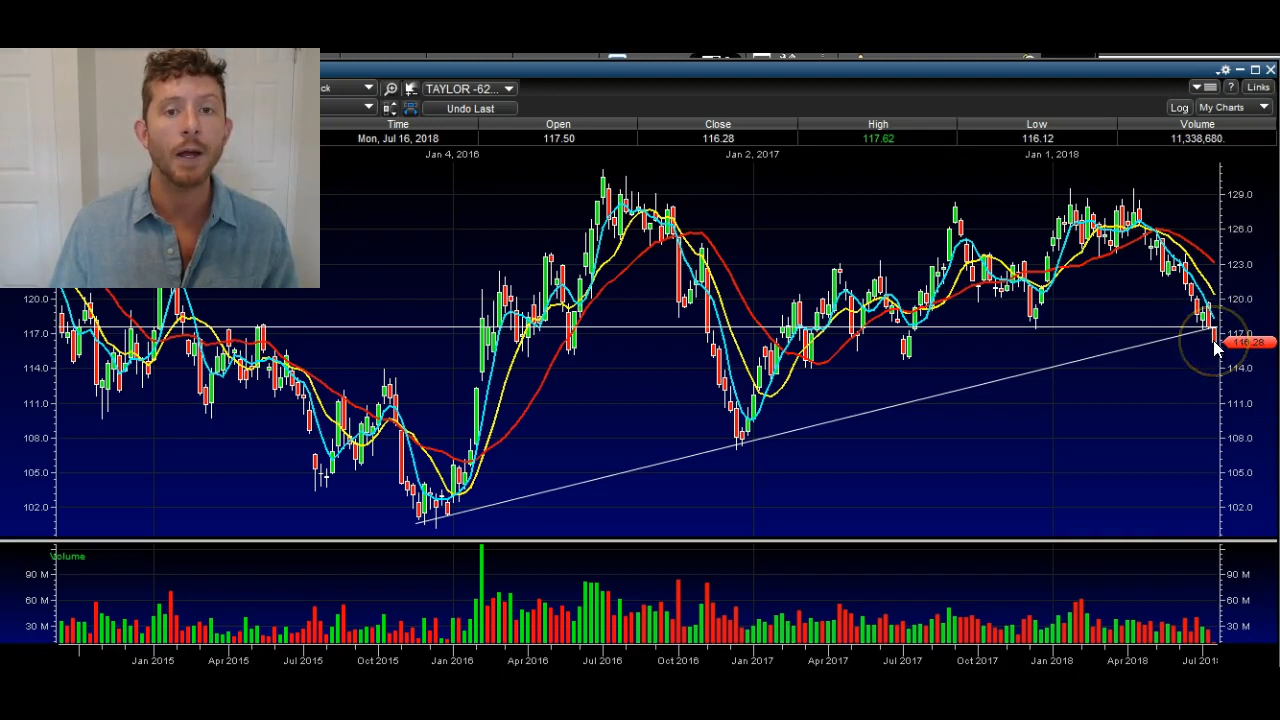 ck TAYLOR -62... ? Links
Undo Last Log My Charts
Time Open Close High Low Volume
Mon, Jul 16, 2018 117.50 116.28 117.62 116.12 11,338,680.
Jan 4, 2016 Jan 2, 2017 Jan 1, 2018
129.0
126.0
123.0
120.0 120.0
117.0 117.0
116.28
114.0 114.0
111.0 111.0
108.0 108.0
105.0 105.0
102.0 102.0
Volume
90 M 90 M
60 M 60 M
30 M 30 M
Jan 2015 Apr 2015 Jul 2015 Oct 2015 Jan 2016 Apr 2016 Jul 2016 Oct 2016 Jan 2017 Apr 2017 Jul 2017 Oct 2017 Jan 2018 Apr 2018 Jul 2018